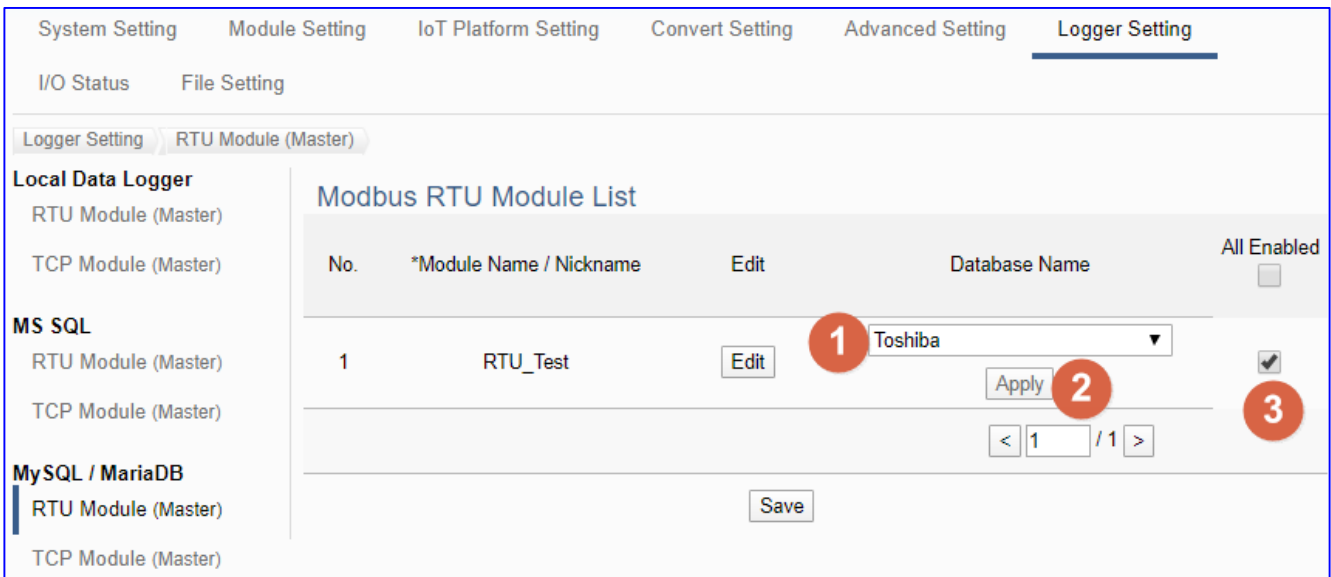 System Setting Module Setting IoT Platform Setting Convert Setting Advanced Setting Logger Setting
I/O Status File Setting
Logger Setting RTU Module (Master)
Local Data Logger
RTU Module (Master)
TCP Module (Master)
MS SQL
RTU Module (Master)
TCP Module (Master)
MySQL / MariaDB
RTU Module (Master)
TCP Module (Master)
Modbus RTU Module List
No. *Module Name / Nickname Edit Database Name All Enabled
1 RTU_Test Edit 1 Toshiba ▼
Apply 2 3
< 1 / 1 >
Save